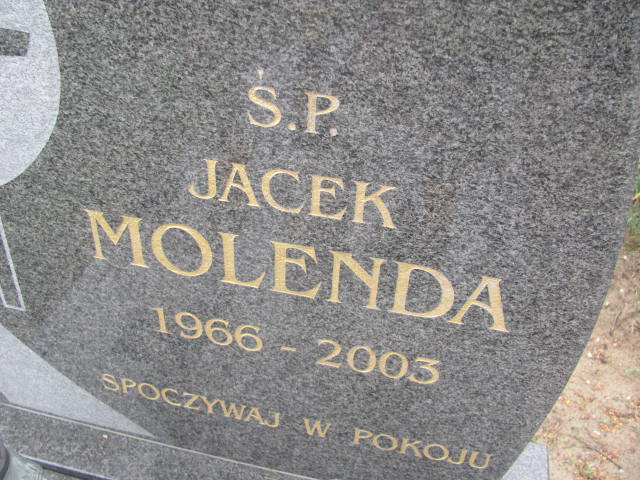 Ś.P.
JACEK
MOLENDA
1966 - 2003
SPOCZYWAJ W POKOJU